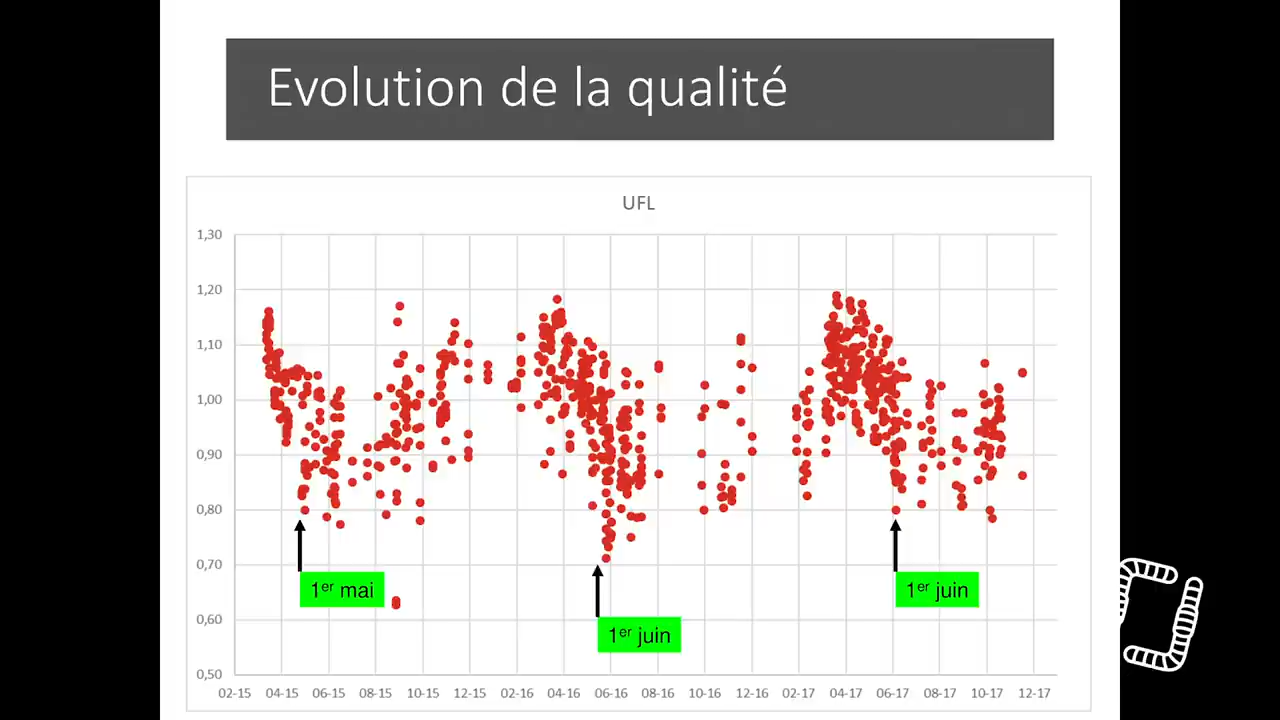 Evolution de la qualité
UFL
1,30
1,20
1,10
1,00
0,90
0,80
0,70
0,60
0,50
1er mai
1er juin
1er juin
02-15 04-15 06-15 08-15 10-15 12-15 02-16 04-16 06-16 08-16 10-16 12-16 02-17 04-17 06-17 08-17 10-17 12-17